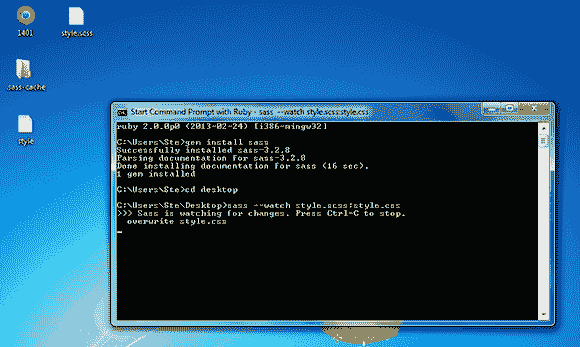 1401
style.scss
.sass-cache
style
Start Command Prompt with Ruby - sass --watch style.scss:style.css
ruby 2.0.0p0 (2013-02-24) [i386-mingw32]
C:\Users\Ste>gem install sass
Successfully installed sass-3.2.8
Parsing documentation for sass-3.2.8
Done installing documentation for sass (16 sec).
1 gem installed
C:\Users\Ste>cd desktop
C:\Users\Ste\Desktop>sass --watch style.scss:style.css
>>> Sass is watching for changes. Press Ctrl-C to stop.
overwrite style.css